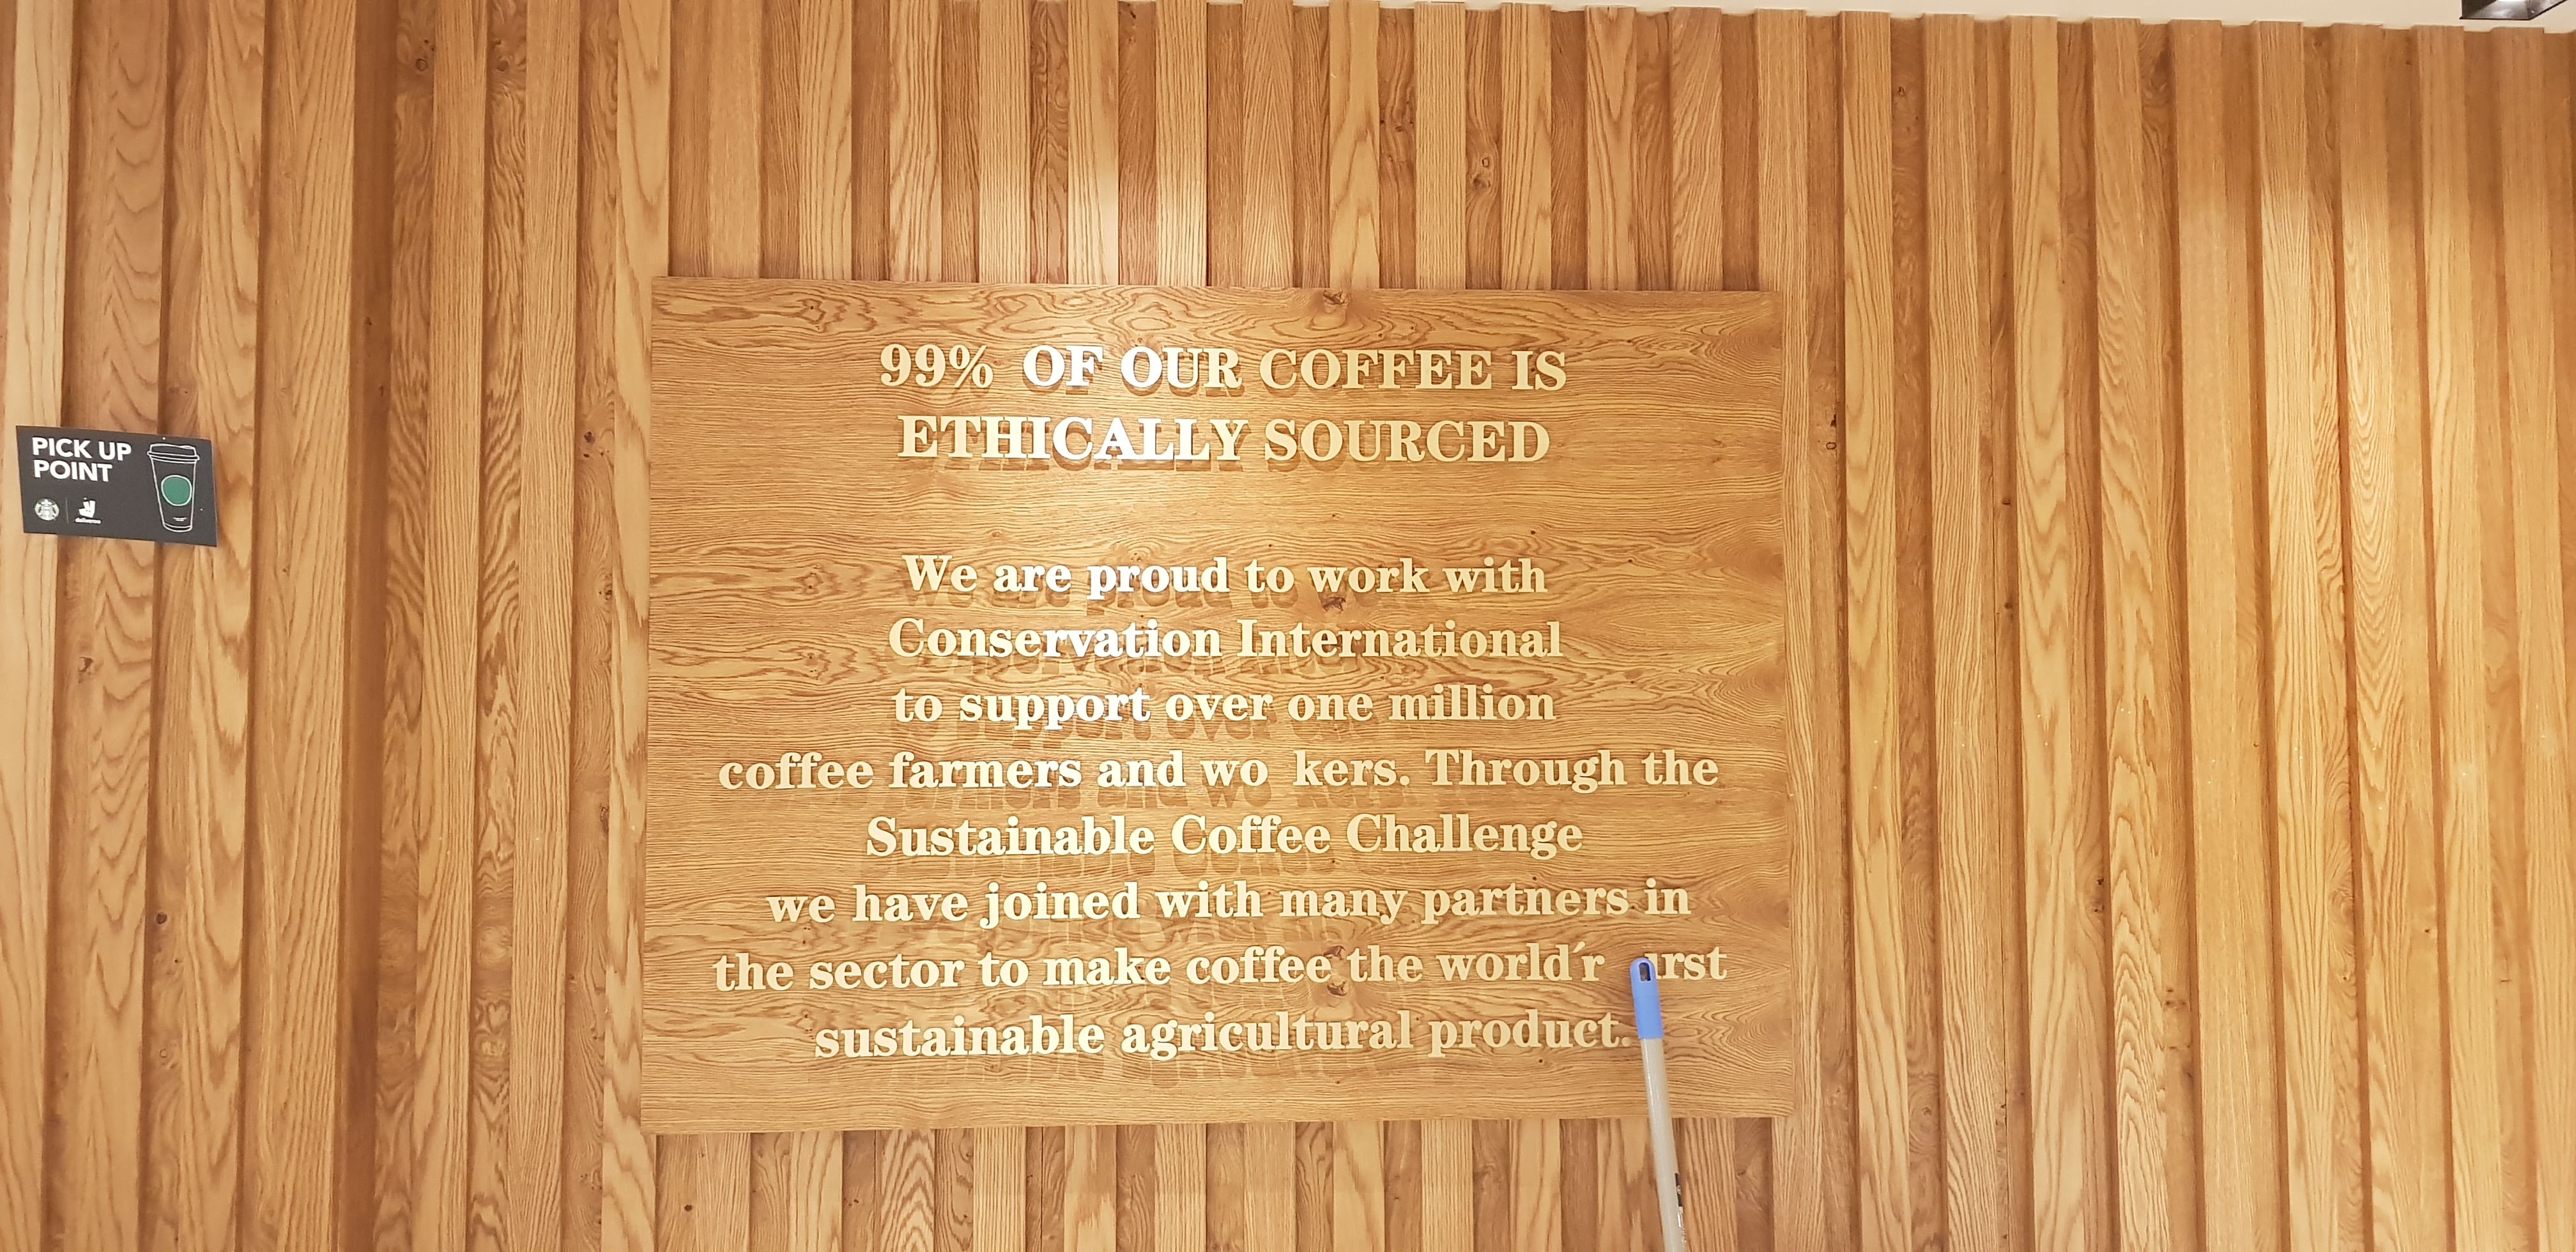 PICK UP
POINT
deliveroo
99% OF OUR COFFEE IS
ETHICALLY SOURCED
We are proud to work with
Conservation International
to support over one million
coffee farmers and wo kers. Through the
Sustainable Coffee Challenge
we have joined with many partners in
the sector to make coffee the world´r urst
sustainable agricultural product.